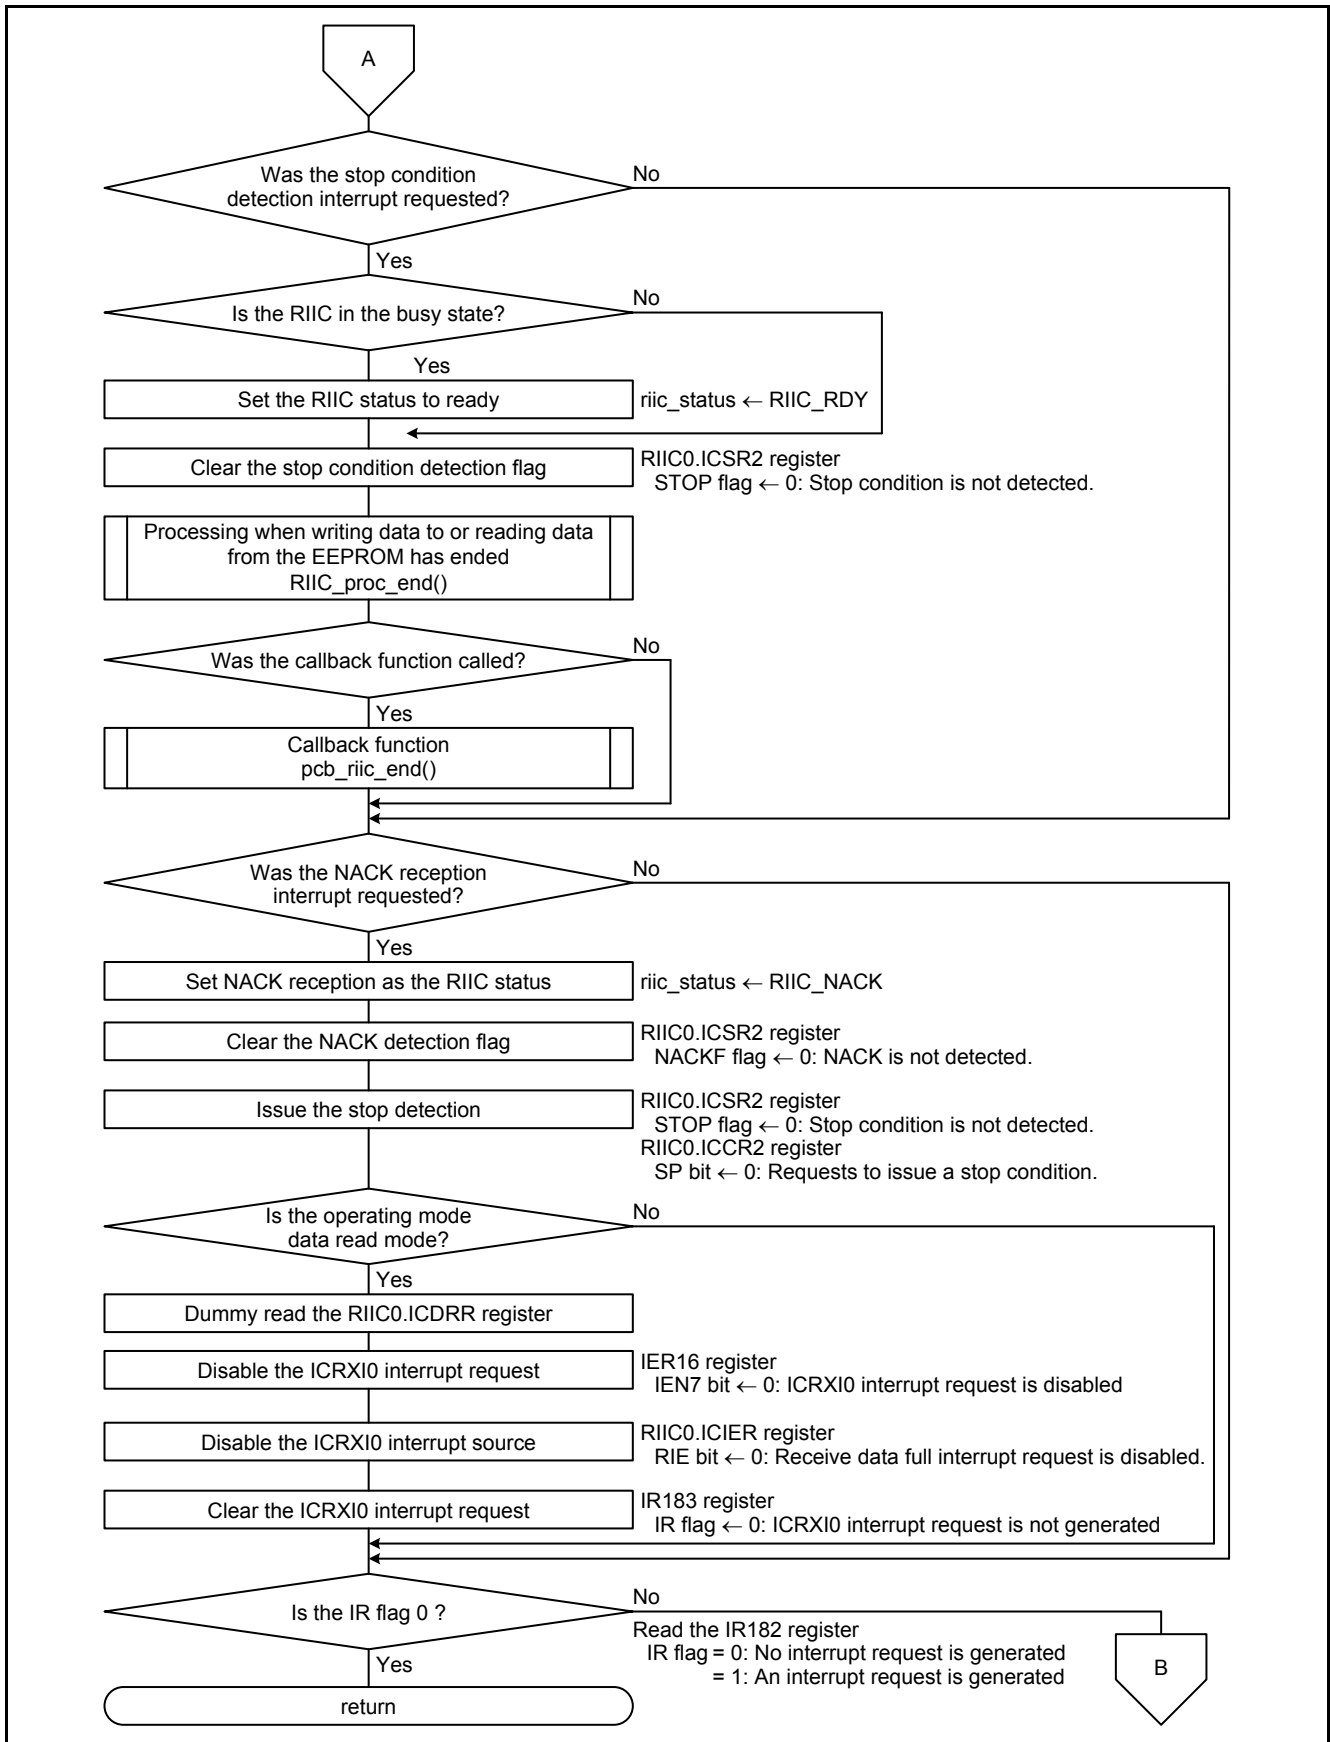 A
Was the stop condition
detection interrupt requested?
No
Yes
Is the RIIC in the busy state?
No
Yes
Set the RIIC status to ready
riic_status ← RIIC_RDY
Clear the stop condition detection flag
RIIC0.ICSR2 register
STOP flag ← 0: Stop condition is not detected.
Processing when writing data to or reading data
from the EEPROM has ended
RIIC_proc_end()
Was the callback function called?
No
Yes
Callback function
pcb_riic_end()
Was the NACK reception
interrupt requested?
No
Yes
Set NACK reception as the RIIC status
riic_status ← RIIC_NACK
Clear the NACK detection flag
RIIC0.ICSR2 register
NACKF flag ← 0: NACK is not detected.
Issue the stop detection
RIIC0.ICSR2 register
STOP flag ← 0: Stop condition is not detected.
RIIC0.ICCR2 register
SP bit ← 0: Requests to issue a stop condition.
Is the operating mode
data read mode?
No
Yes
Dummy read the RIIC0.ICDRR register
Disable the ICRXI0 interrupt request
IER16 register
IEN7 bit ← 0: ICRXI0 interrupt request is disabled
Disable the ICRXI0 interrupt source
RIIC0.ICIER register
RIE bit ← 0: Receive data full interrupt request is disabled.
Clear the ICRXI0 interrupt request
IR183 register
IR flag ← 0: ICRXI0 interrupt request is not generated
Is the IR flag 0 ?
No
Read the IR182 register
IR flag = 0: No interrupt request is generated
= 1: An interrupt request is generated
B
Yes
return